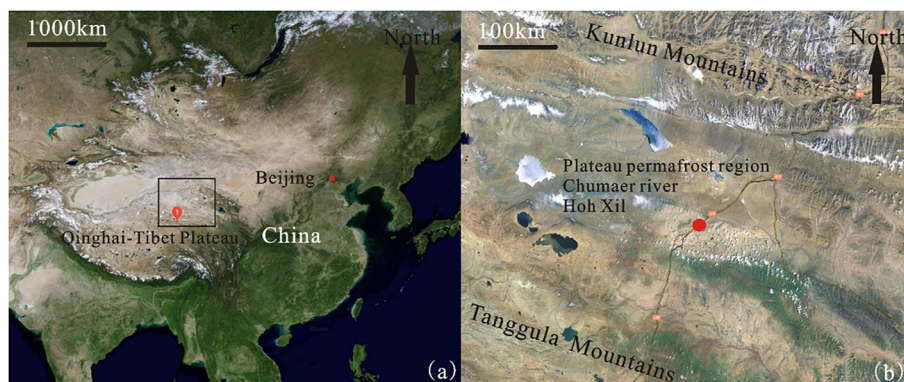 1000km
North
Beijing
1
Qinghai-Tibet Plateau
China
(a)
100km
North
Kunlun Mountains
Plateau permafrost region
Chumaer river
Hoh Xil
Tanggula Mountains
(b)